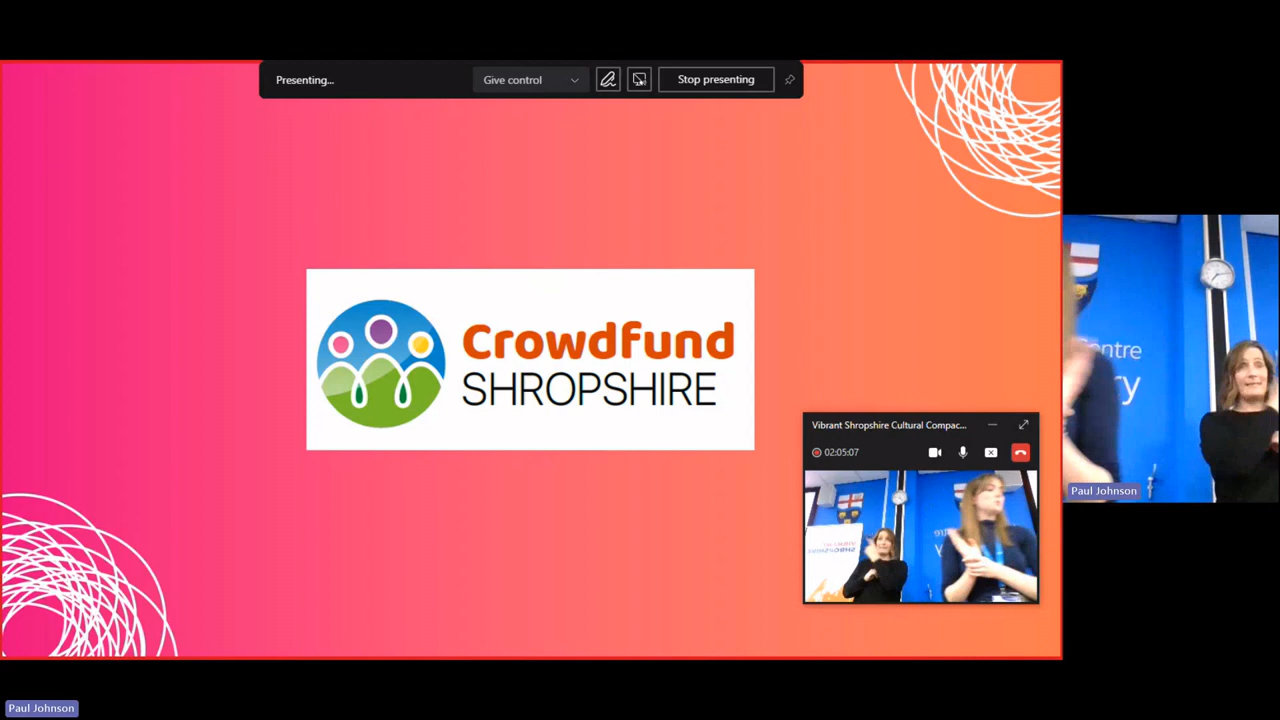 Presenting...
Give control
Stop presenting
Crowdfund
SHROPSHIRE
Vibrant Shropshire Cultural Compac...
02:05:07
Paul Johnson
Paul Johnson